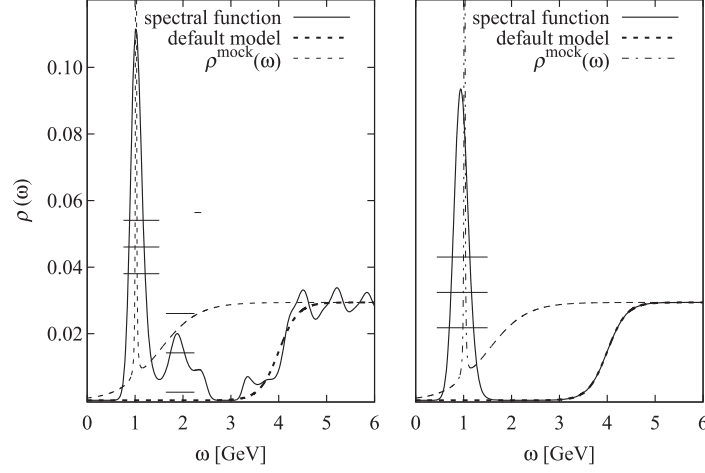 spectral function
default model
ρ^mock(ω)
spectral function
default model
ρ^mock(ω)
0.10
0.08
0.06
0.04
0.02
ρ (ω)
0 1 2 3 4 5 6
0 1 2 3 4 5 6
ω [GeV]
ω [GeV]